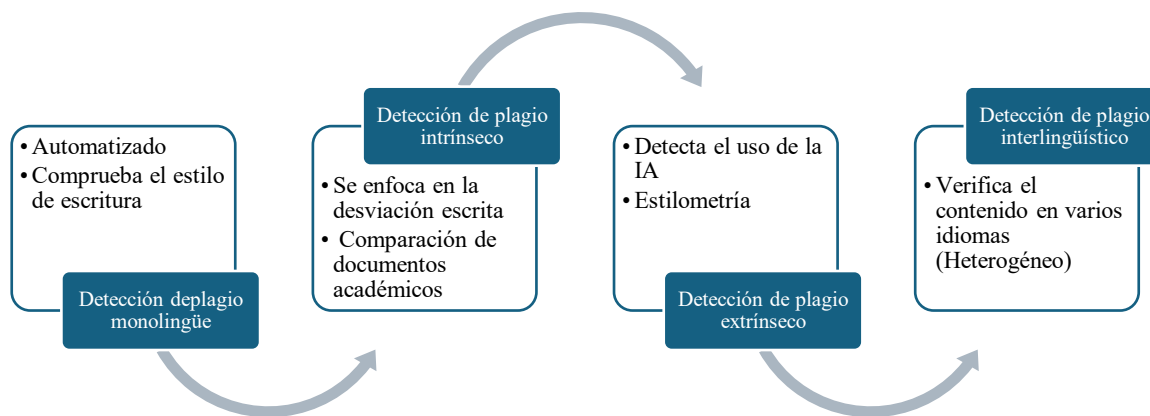 • Automatizado
• Comprueba el estilo
de escritura
Detección deplagio
monolingüe
Detección de plagio
intrínseco
• Se enfoca en la
desviación escrita
• Comparación de
documentos
académicos
• Detecta el uso de la
IA
• Estilometría
Detección de plagio
extrínseco
Detección de plagio
interlingüístico
• Verifica el
contenido en varios
idiomas
(Heterogéneo)